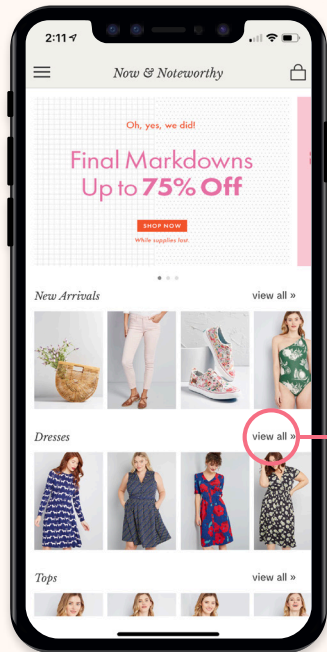 2:11
Now & Noteworthy
Oh, yes, we did!
Final Markdowns
Up to 75% Off
SHOP NOW
While supplies last
New Arrivals
view all »
Dresses
view all »
Tops
view all »